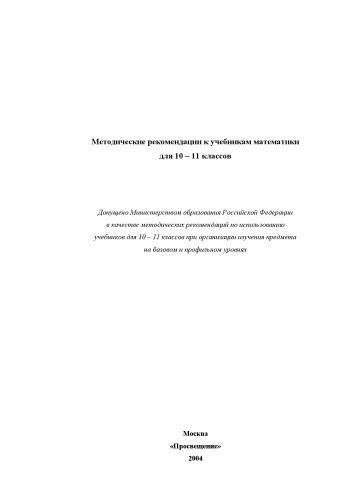 Методические рекомендации к учебникам математики
для 10 – 11 классов
Допущено Министерством образования Российской Федерации
в качестве методических рекомендаций по использованию
учебников для 10 – 11 классов при организации изучения предмета
на базовом и профильном уровнях
Москва
«Просвещение»
2004